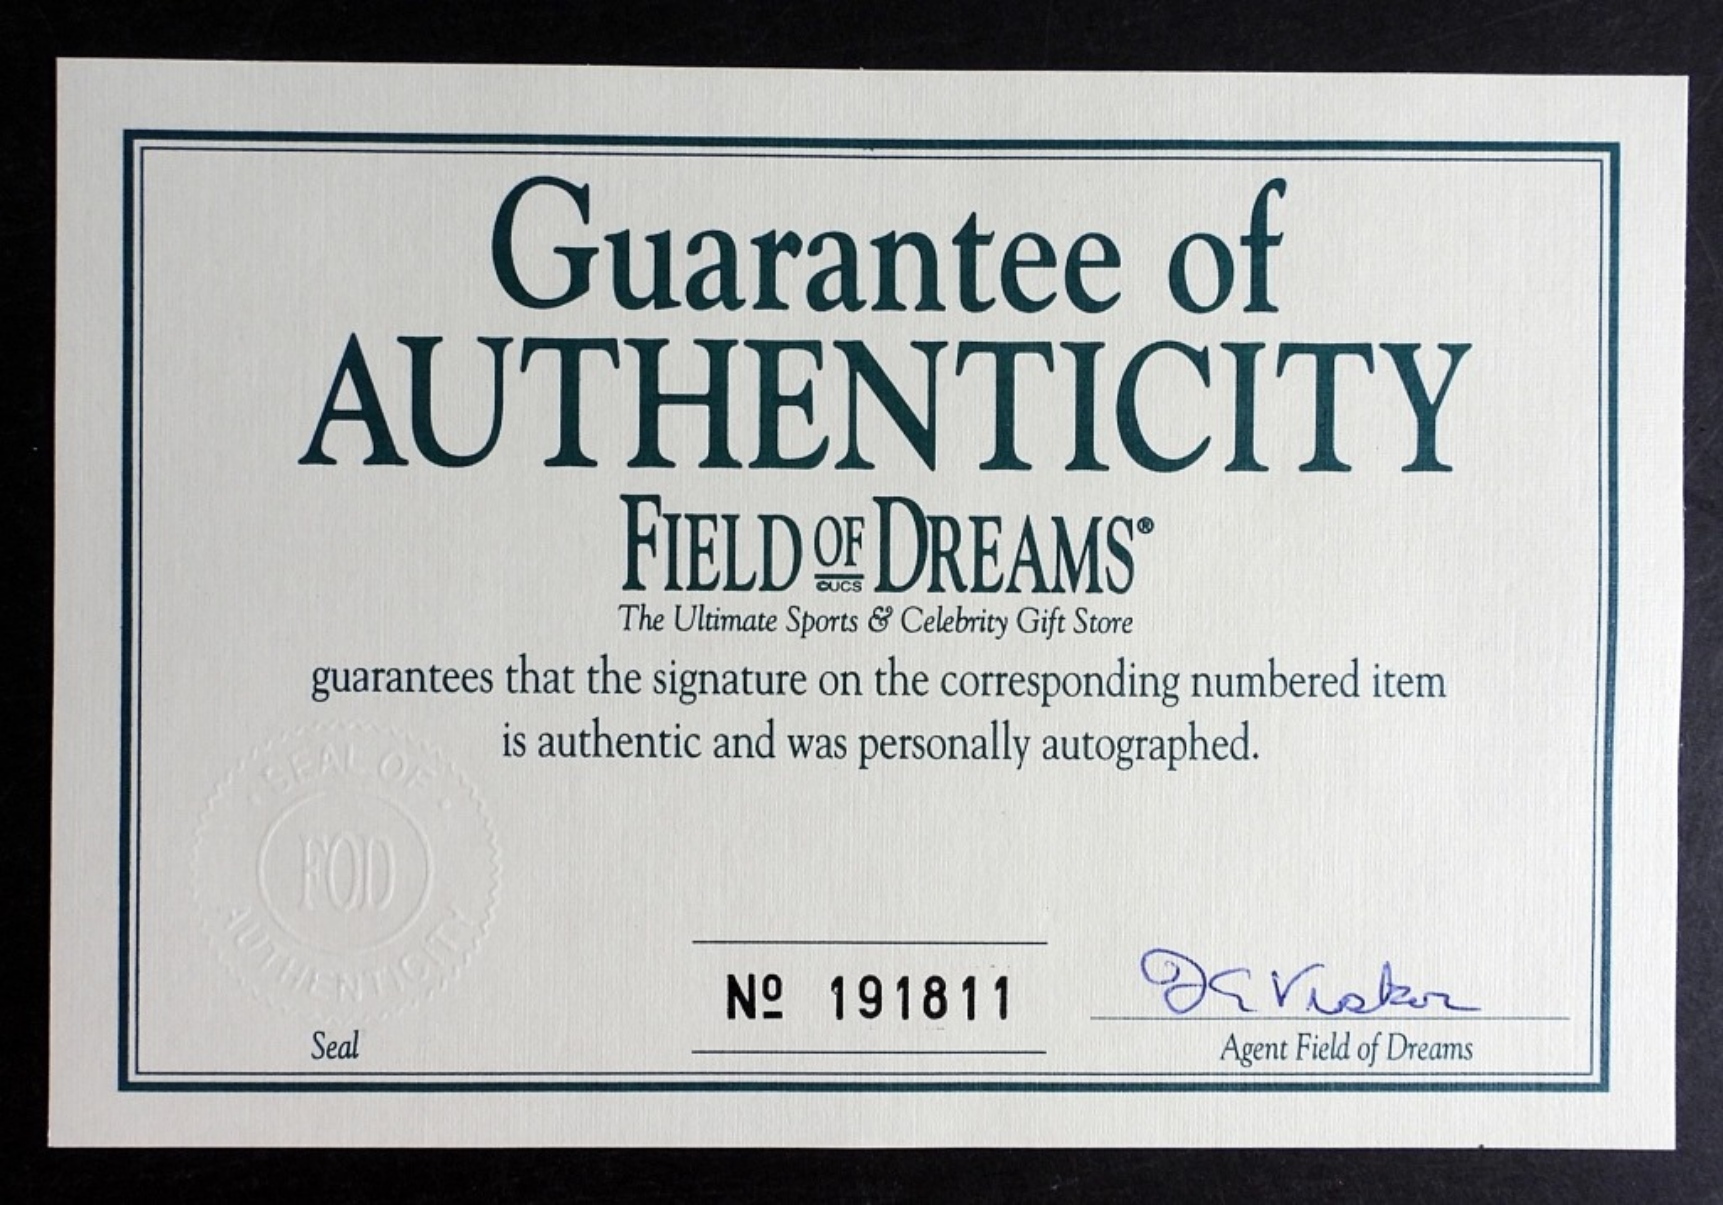 Guarantee of
AUTHENTICITY
FIELD OF DREAMS®
©UCS
The Ultimate Sports & Celebrity Gift Store
guarantees that the signature on the corresponding numbered item
is authentic and was personally autographed.
SEAL OF
FOD
AUTHENTICITY
Seal
Nº 191811
Agent Field of Dreams